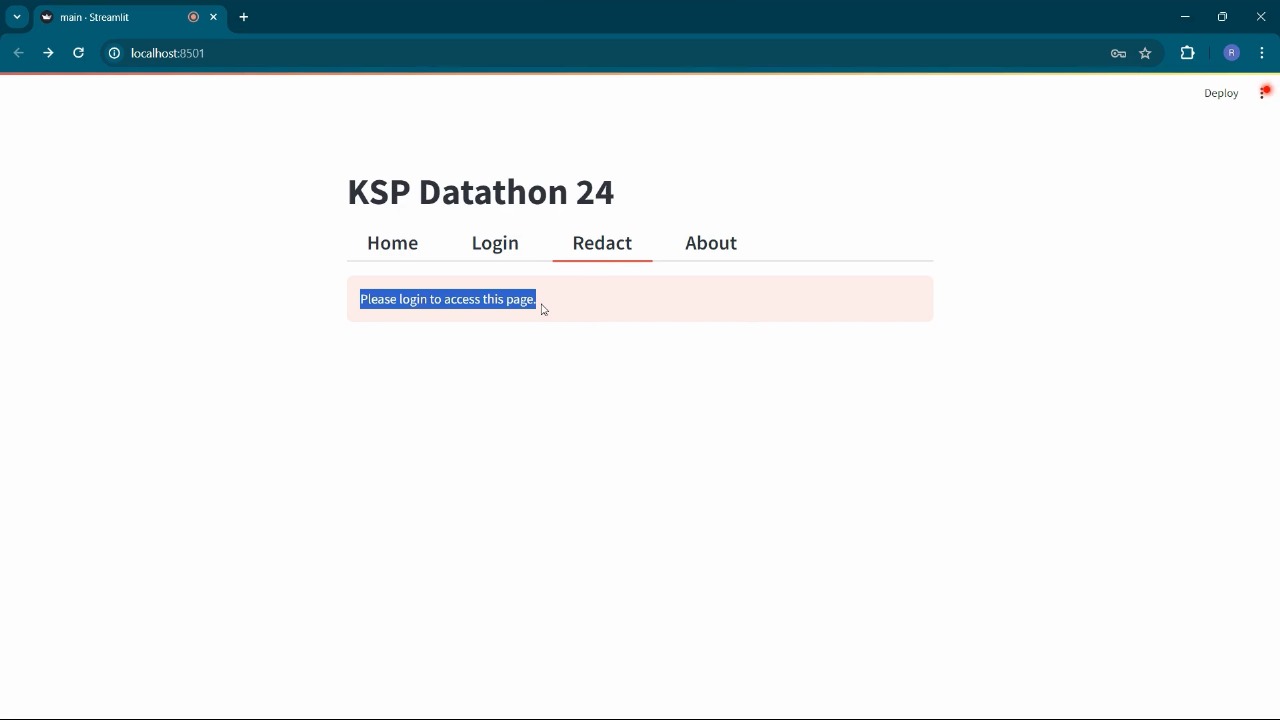 main · Streamlit
localhost:8501
R
Deploy
KSP Datathon 24
Home Login Redact About
Please login to access this page.